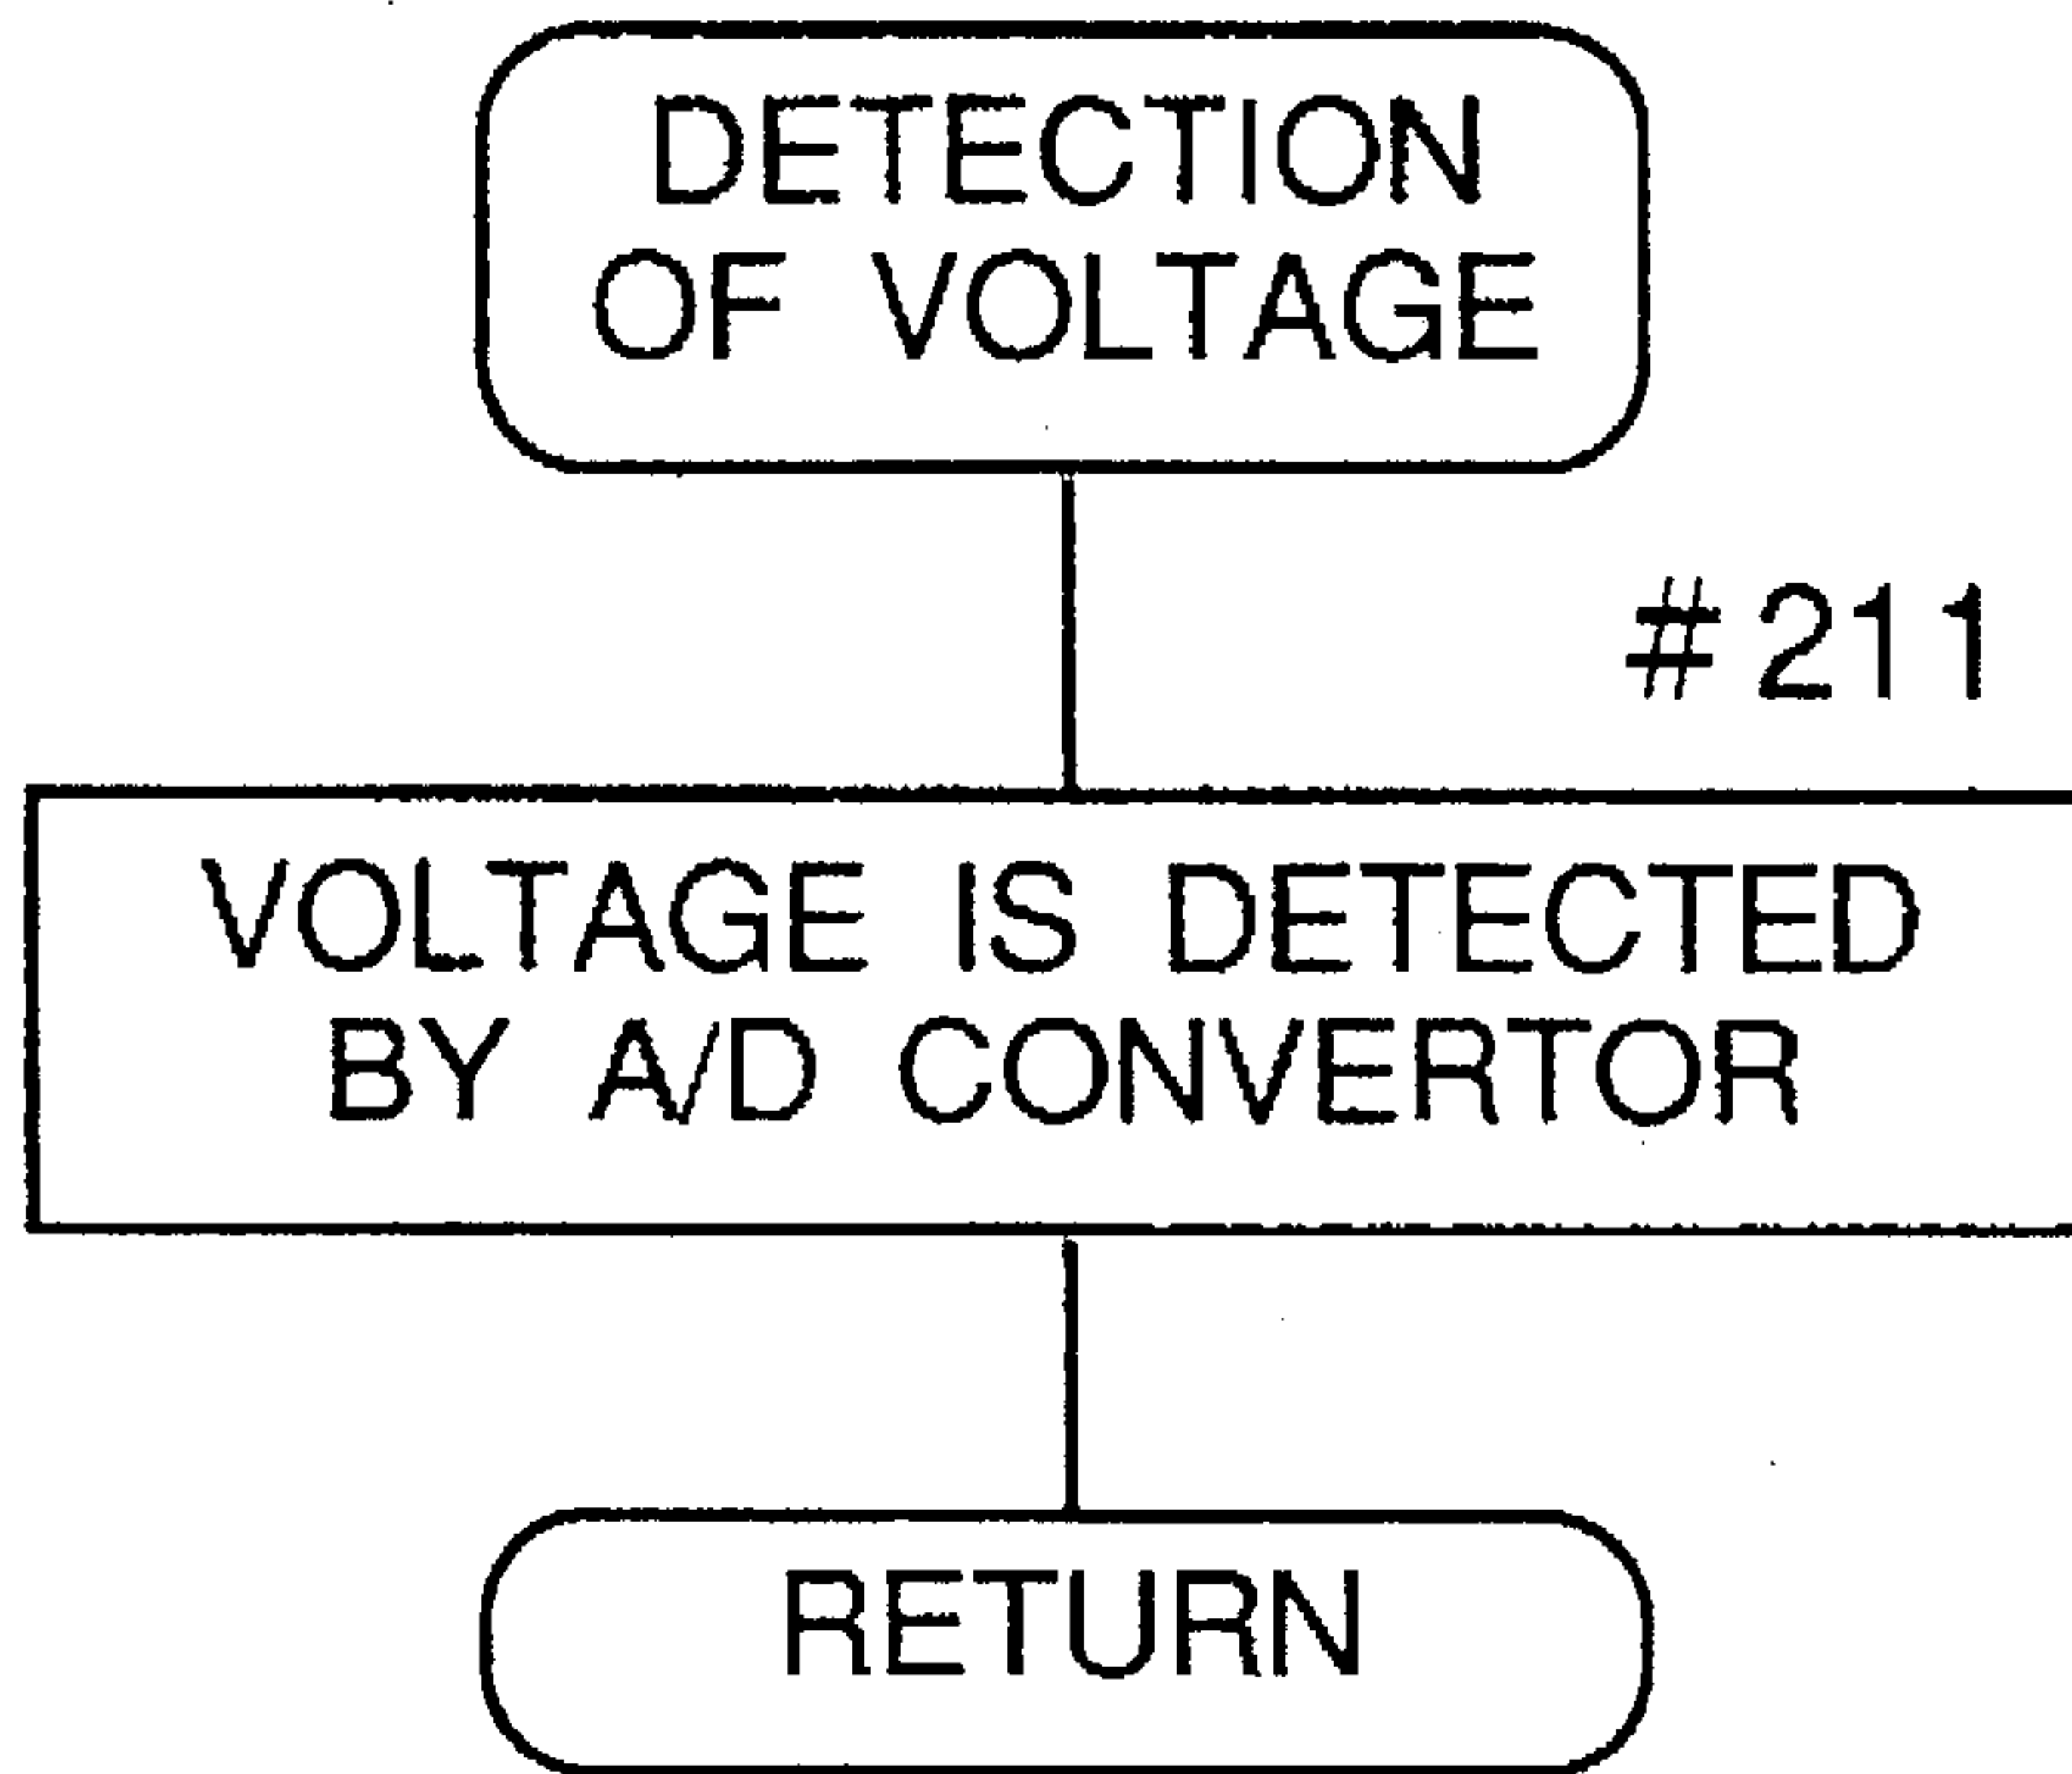 DETECTION
OF VOLTAGE
#211
VOLTAGE IS DETECTED
BY A/D CONVERTOR
RETURN